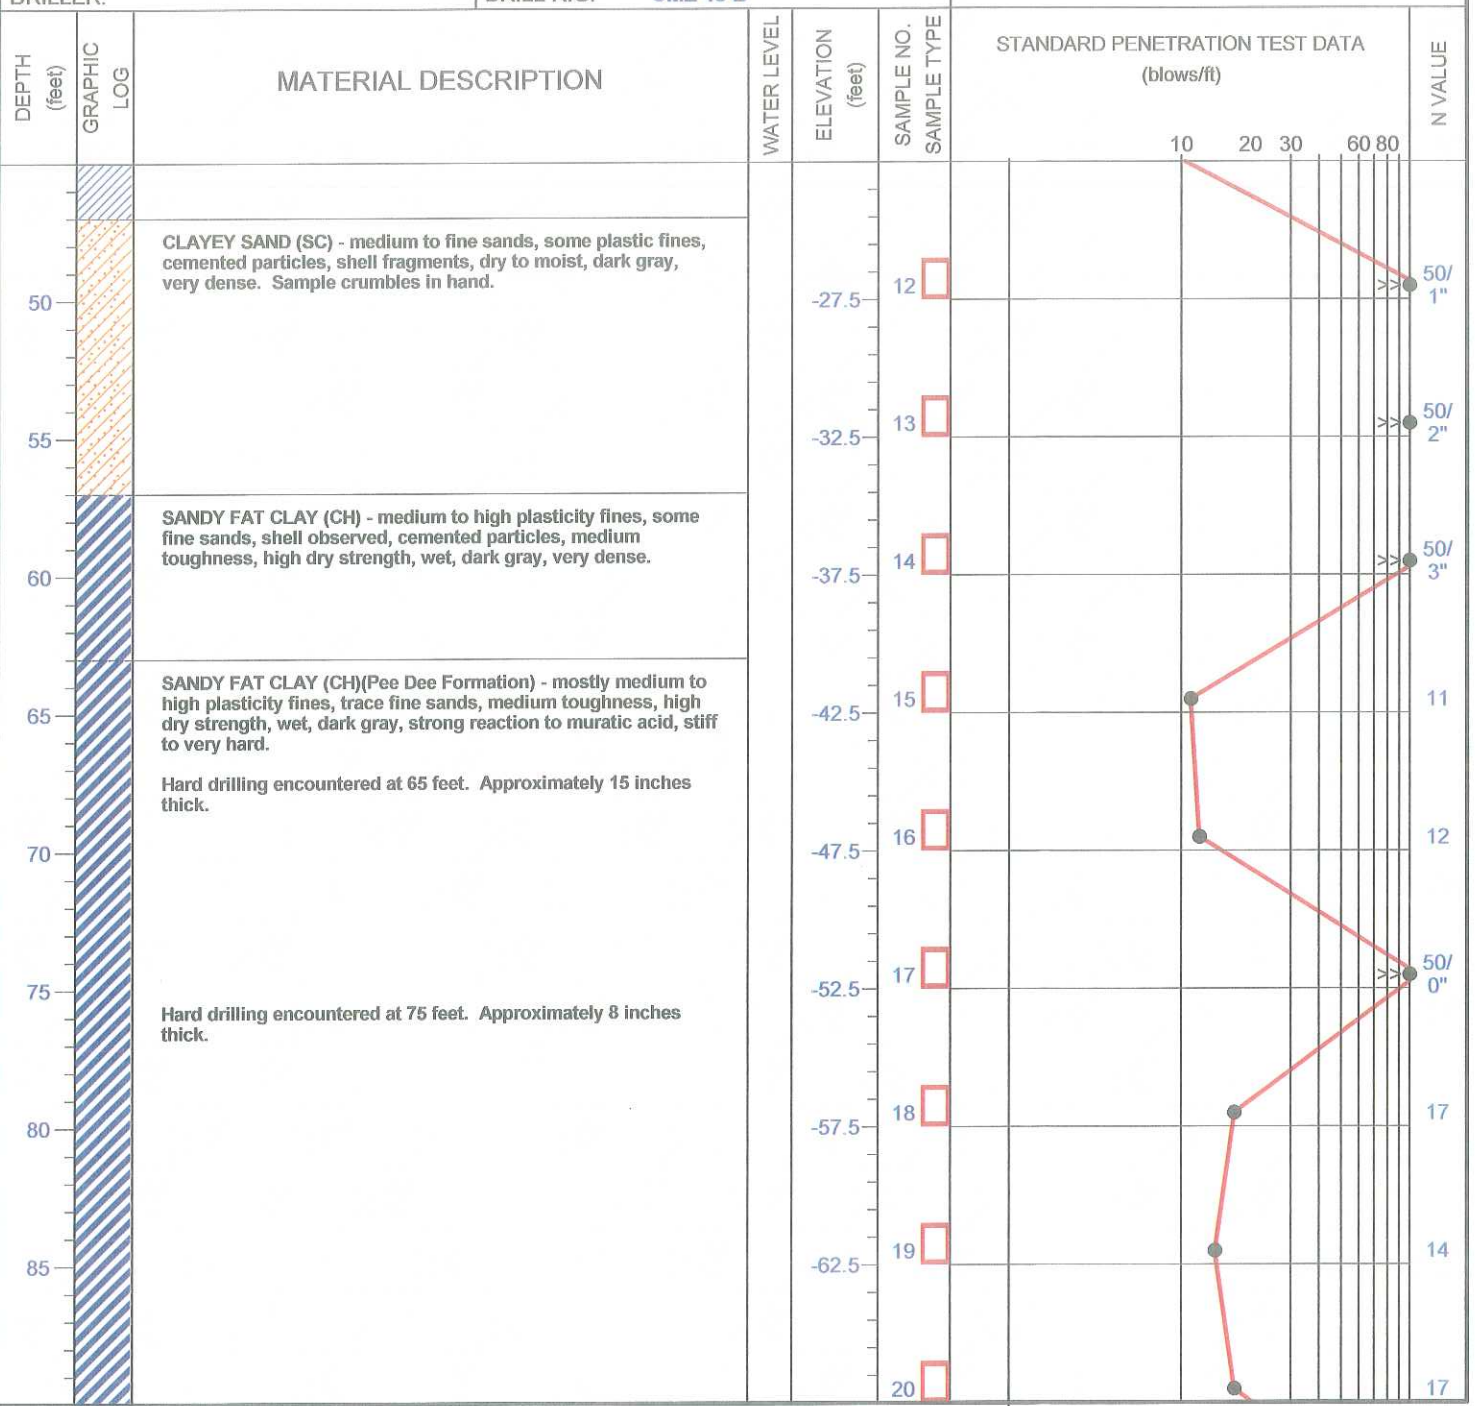 DRILLER:
DEPTH
(feet)
GRAPHIC
LOG
MATERIAL DESCRIPTION
WATER LEVEL
ELEVATION
(feet)
SAMPLE NO.
SAMPLE TYPE
STANDARD PENETRATION TEST DATA
(blows/ft)
N VALUE
10 20 30 60 80
CLAYEY SAND (SC) - medium to fine sands, some plastic fines,
cemented particles, shell fragments, dry to moist, dark gray,
very dense. Sample crumbles in hand.
50
-27.5
12
>>
50/
1"
55
-32.5
13
>>
50/
2"
SANDY FAT CLAY (CH) - medium to high plasticity fines, some
fine sands, shell observed, cemented particles, medium
toughness, high dry strength, wet, dark gray, very dense.
60
-37.5
14
>>
50/
3"
SANDY FAT CLAY (CH)(Pee Dee Formation) - mostly medium to
high plasticity fines, trace fine sands, medium toughness, high
dry strength, wet, dark gray, strong reaction to muratic acid, stiff
to very hard.
65
-42.5
15
11
Hard drilling encountered at 65 feet. Approximately 15 inches
thick.
70
-47.5
16
12
75
-52.5
17
>>
50/
0"
Hard drilling encountered at 75 feet. Approximately 8 inches
thick.
80
-57.5
18
17
85
-62.5
19
14
20
17